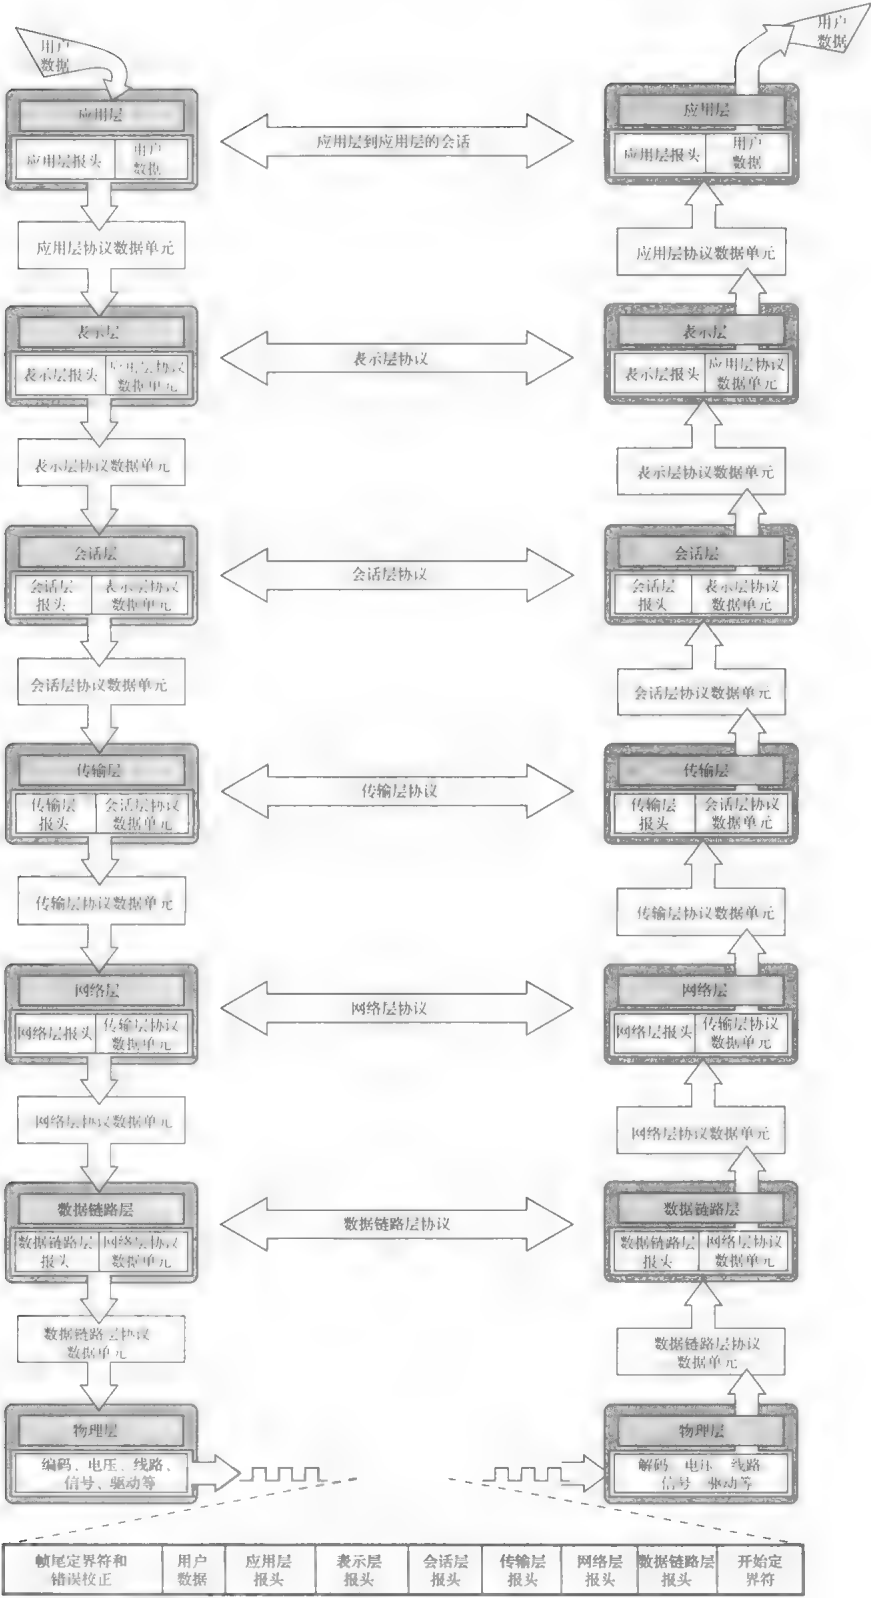 用户
数据
应用层
应用层报头
用户
数据
应用层协议数据单元
表示层
表示层报头
应用层协议
数据单元
表示层协议数据单元
会话层
会话层
报头
表示层协议
数据单元
会话层协议数据单元
传输层
传输层
报头
会话层协议
数据单元
传输层协议数据单元
网络层
网络层报头
传输层协议
数据单元
网络层协议数据单元
数据链路层
数据链路层
报头
网络层协议
数据单元
数据链路层协议
数据单元
物理层
编码、电压、线路、
信号、驱动等
应用层到应用层的会话
表示层协议
会话层协议
传输层协议
网络层协议
数据链路层协议
用户
数据
应用层
应用层报头
用户
数据
应用层协议数据单元
表示层
表示层报头
应用层协议
数据单元
表示层协议数据单元
会话层
会话层
报头
表示层协议
数据单元
会话层协议数据单元
传输层
传输层
报头
会话层协议
数据单元
传输层协议数据单元
网络层
网络层报头
传输层协议
数据单元
网络层协议数据单元
数据链路层
数据链路层
报头
网络层协议
数据单元
数据链路层协议
数据单元
物理层
解码 电压 线路
信号 驱动等
帧尾定界符和
错误校正
用户
数据
应用层
报头
表示层
报头
会话层
报头
传输层
报头
网络层
报头
数据链路层
报头
开始定
界符